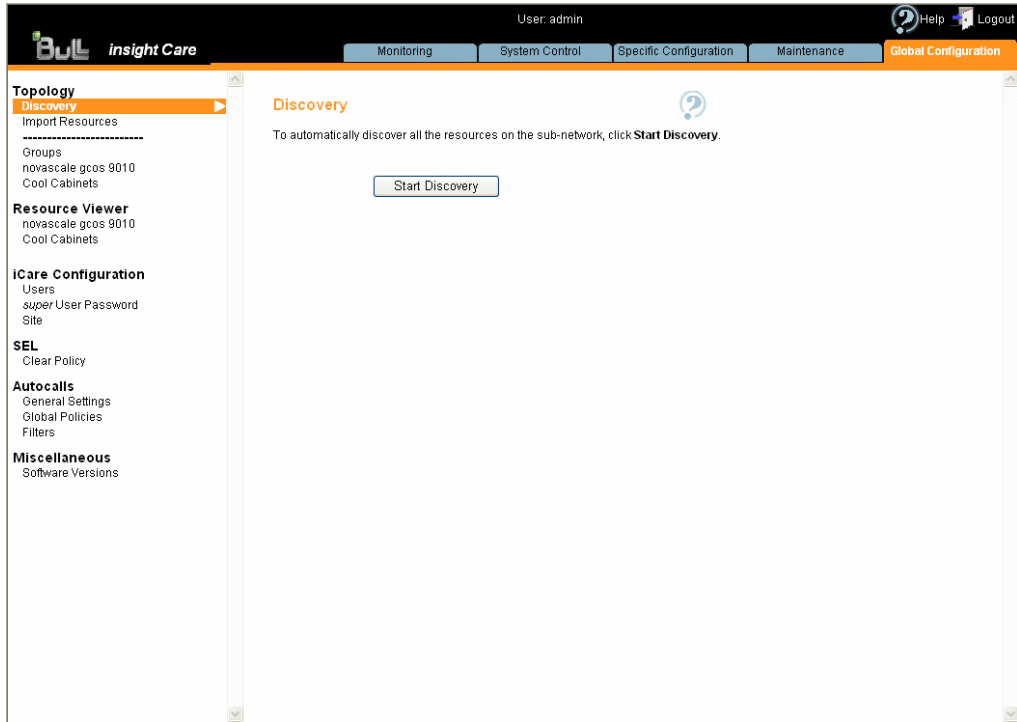 User: admin
Help
Logout
Bull
insight Care
Monitoring
System Control
Specific Configuration
Maintenance
Global Configuration
Topology
Discovery
Import Resources
-------------------------
Groups
novascale gcos 9010
Cool Cabinets
Resource Viewer
novascale gcos 9010
Cool Cabinets
iCare Configuration
Users
super User Password
Site
SEL
Clear Policy
Autocalls
General Settings
Global Policies
Filters
Miscellaneous
Software Versions
Discovery
To automatically discover all the resources on the sub-network, click Start Discovery.
Start Discovery